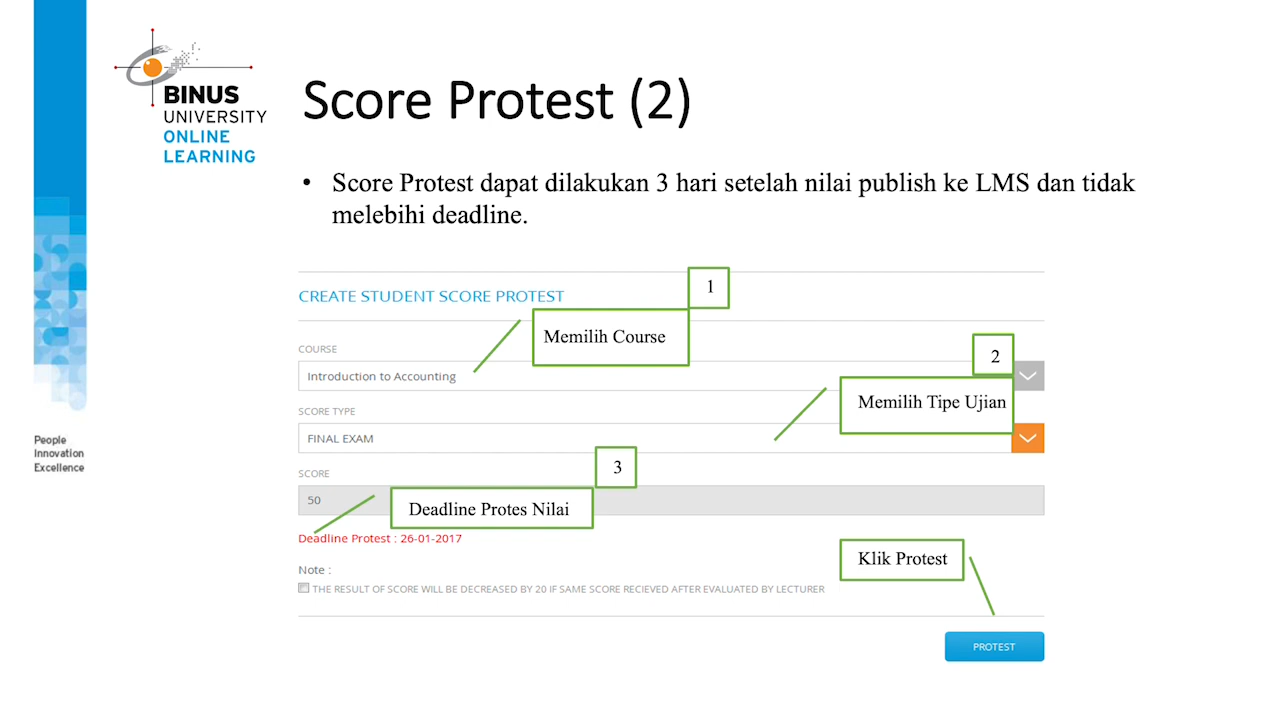 BINUS
UNIVERSITY
ONLINE
LEARNING
Score Protest (2)
• Score Protest dapat dilakukan 3 hari setelah nilai publish ke LMS dan tidak
melebihi deadline.
1
CREATE STUDENT SCORE PROTEST
Memilih Course
COURSE
2
Introduction to Accounting
Memilih Tipe Ujian
SCORE TYPE
FINAL EXAM
3
SCORE
50
Deadline Protes Nilai
Deadline Protest : 26-01-2017
Klik Protest
Note :
THE RESULT OF SCORE WILL BE DECREASED BY 20 IF SAME SCORE RECIEVED AFTER EVALUATED BY LECTURER
PROTEST
People
Innovation
Excellence